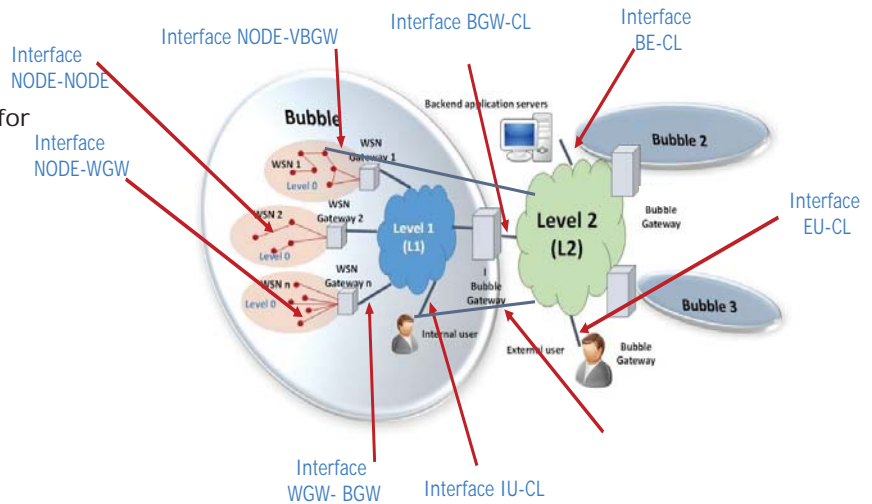 Interface BGW-CL
Interface
BE-CL
Interface NODE-VBGW
Interface
NODE-NODE
for
Interface
NODE-WGW
Backend application servers
Bubble
WSN
Gateway 1
WSN 1
Level 0
Bubble 2
WSN 2
Level 0
WSN
Gateway 2
Level 1
(L1)
Level 2
(L2)
Bubble
Gateway
Interface
EU-CL
WSN n
Level 0
WSN
Gateway n
I
Bubble
Gateway
Bubble 3
Internal user
External user
Bubble
Gateway
Interface
WGW- BGW
Interface IU-CL